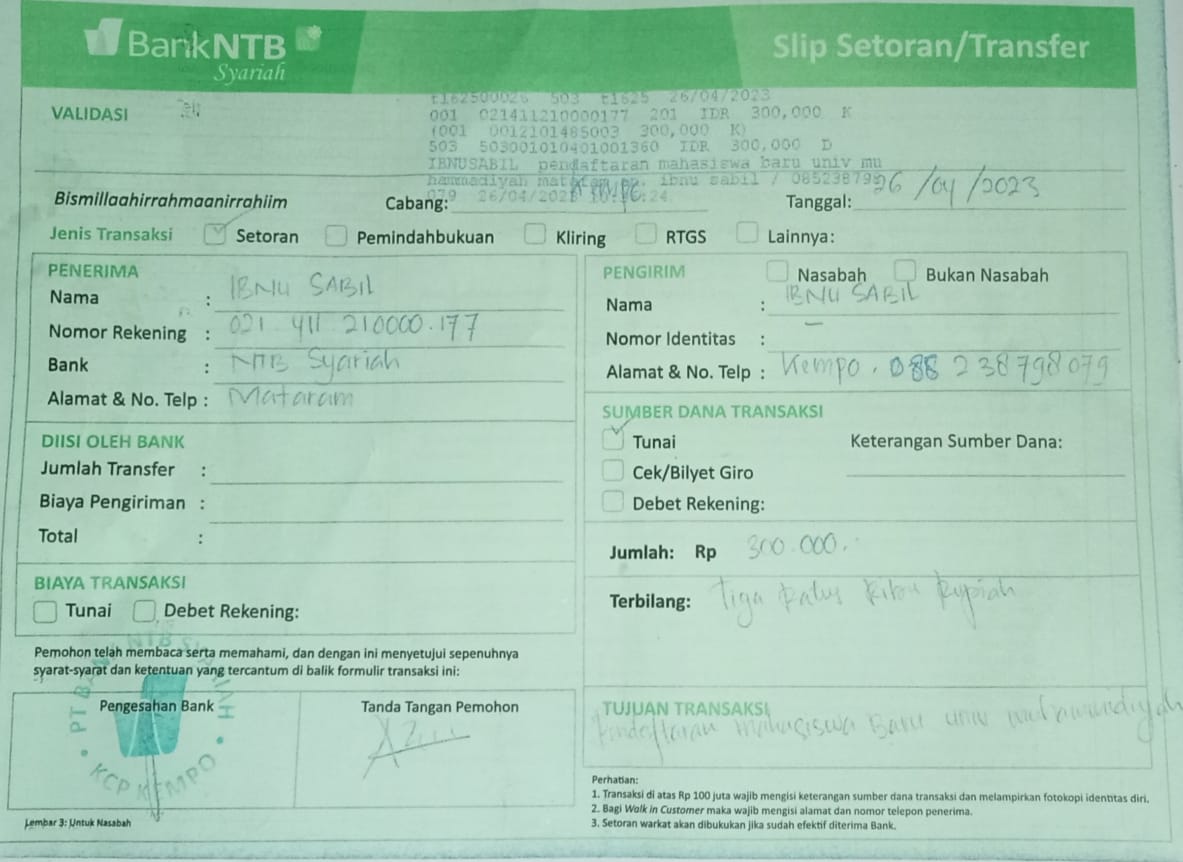 BankNTB
Syariah
Slip Setoran/Transfer
VALIDASI
t162500026 503 t1625 26/04/2023
001 021411210000177 201 IDR 300,000 K
(001 0012101485003 300,000 K)
503 503001010401001360 IDR 300,000 D
IBNUSABIL pendaftaran mahasiswa baru univ mu
hammadiyah ibnu sabil / 0852387
079 26/04/2023
Bismillaahirrahmaanirrahiim
Cabang:
Tanggal: 26/04/2023
Jenis Transaksi Setoran Pemindahbukuan Kliring RTGS Lainnya:
PENERIMA
Nama : IBNU SABIL
Nomor Rekening : 021 411 210000.177
Bank : NTB Syariah
Alamat & No. Telp : Mataram
PENGIRIM Nasabah Bukan Nasabah
Nama : IBNU SABIL
Nomor Identitas : –
Alamat & No. Telp : Kempo. 238798079
DIISI OLEH BANK
Jumlah Transfer :
Biaya Pengiriman :
Total :
SUMBER DANA TRANSAKSI
Tunai Keterangan Sumber Dana:
Cek/Bilyet Giro
Debet Rekening:
BIAYA TRANSAKSI
Tunai Debet Rekening:
Jumlah: Rp 300.000.
Terbilang: Tiga Ratus Ribu Rupiah
Pemohon telah membaca serta memahami, dan dengan ini menyetujui sepenuhnya
syarat-syarat dan ketentuan yang tercantum di balik formulir transaksi ini:
Pengesahan Bank
PT BANK NTB SYARIAH
KCP KEMPO
Tanda Tangan Pemohon
TUJUAN TRANSAKSI
Pendaftaran Mahasiswa Baru univ muhammadiyah
Perhatian:
1. Transaksi di atas Rp 100 juta wajib mengisi keterangan sumber dana transaksi dan melampirkan fotokopi identitas diri.
2. Bagi Walk in Customer maka wajib mengisi alamat dan nomor telepon penerima.
3. Setoran warkat akan dibukukan jika sudah efektif diterima Bank.
Lembar 3: Untuk Nasabah